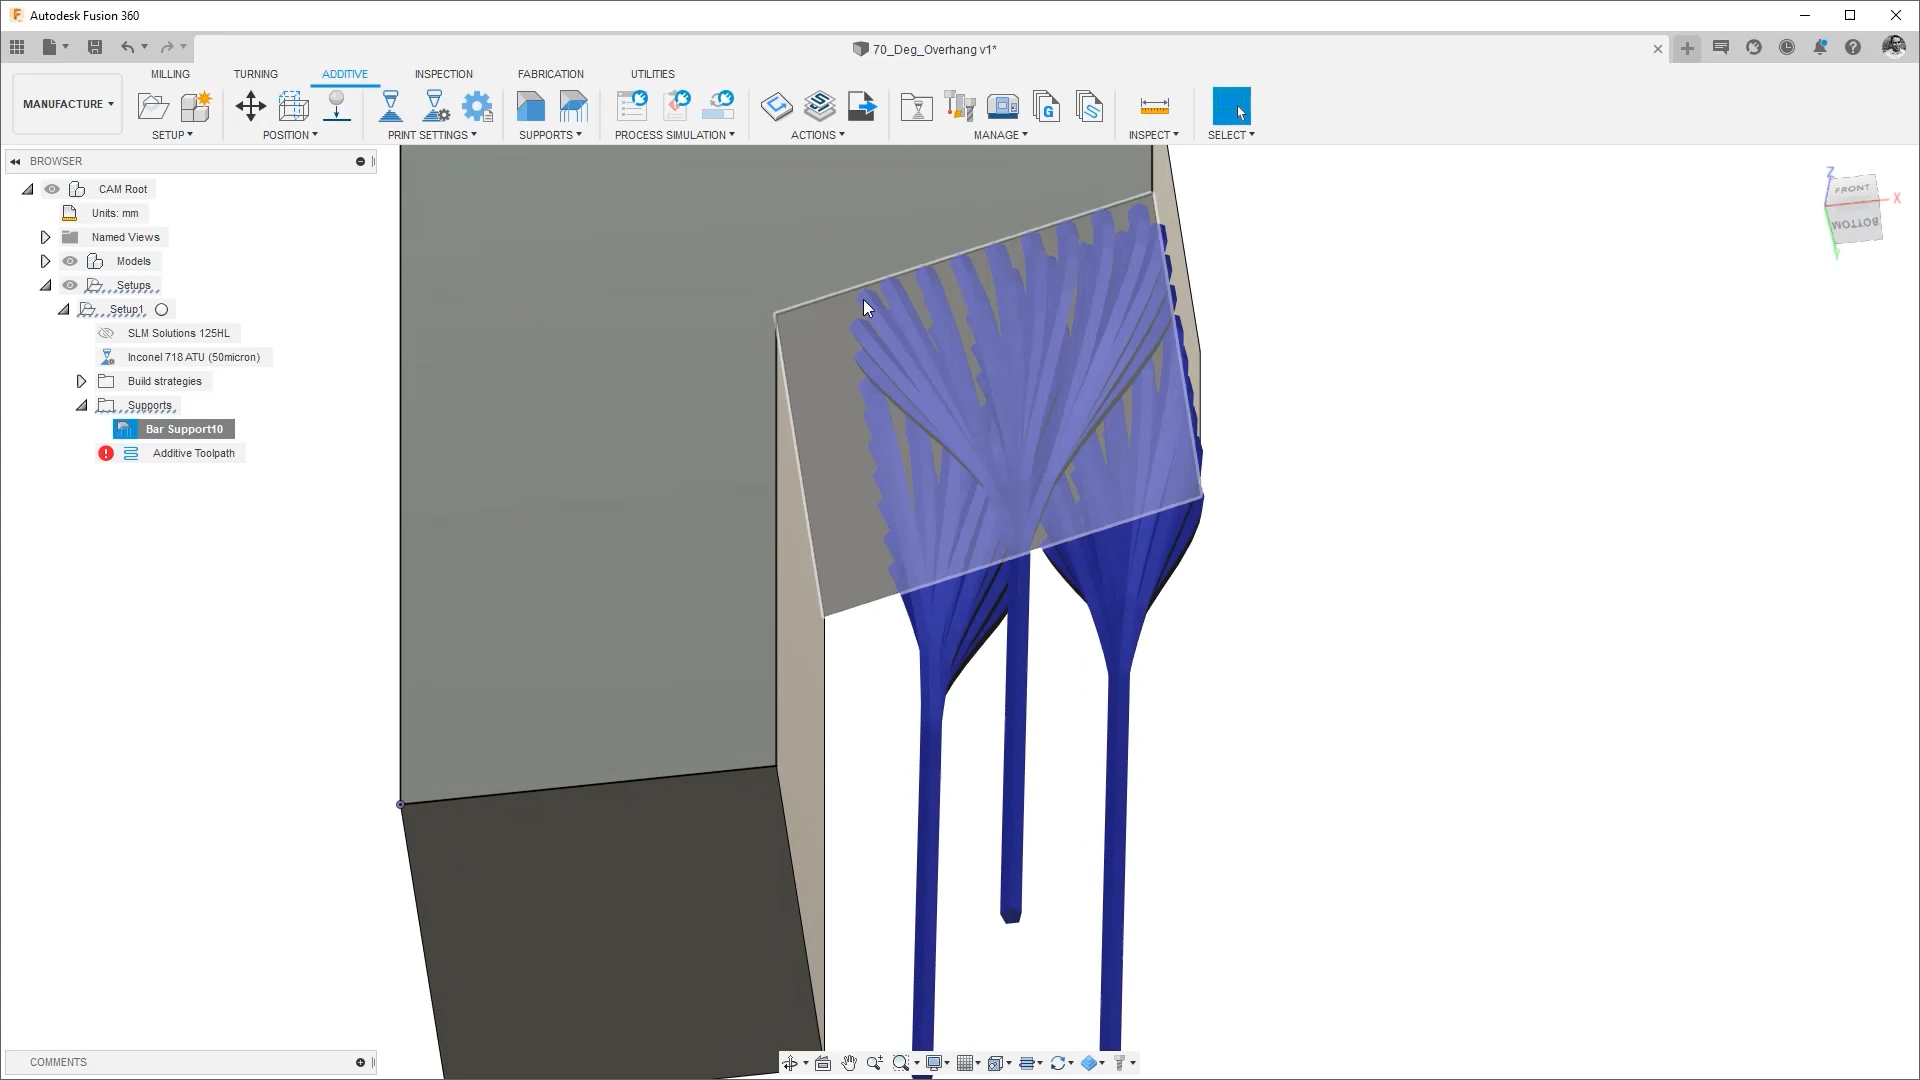 Autodesk Fusion 360
70_Deg_Overhang v1*
MILLING TURNING ADDITIVE INSPECTION FABRICATION UTILITIES
MANUFACTURE
SETUP POSITION PRINT SETTINGS SUPPORTS PROCESS SIMULATION ACTIONS MANAGE INSPECT SELECT
BROWSER
CAM Root
Units: mm
Named Views
Models
Setups
Setup1
SLM Solutions 125HL
Inconel 718 ATU (50micron)
Build strategies
Supports
Bar Support10
Additive Toolpath
Z
FRONT
X
BOTTOM
Y
COMMENTS